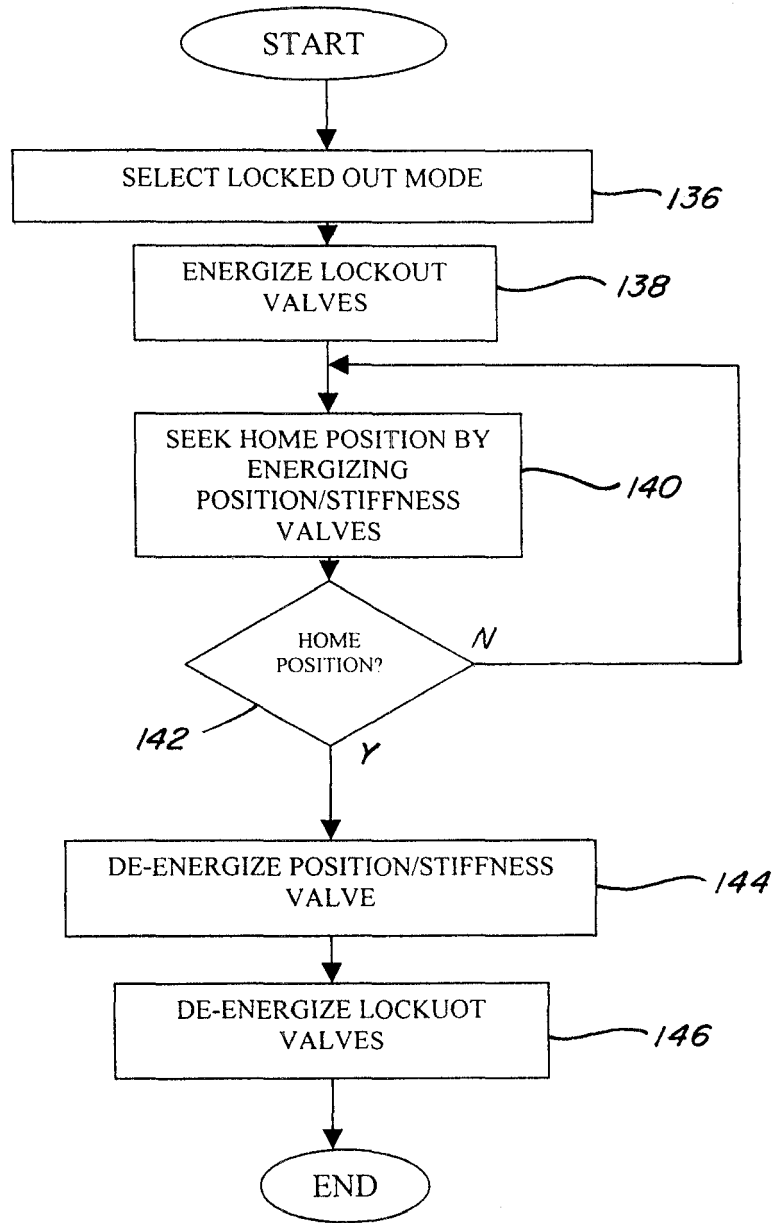 START
SELECT LOCKED OUT MODE
136
ENERGIZE LOCKOUT
VALVES
138
SEEK HOME POSITION BY
ENERGIZING
POSITION/STIFFNESS
VALVES
140
HOME
POSITION?
N
142
Y
DE-ENERGIZE POSITION/STIFFNESS
VALVE
144
DE-ENERGIZE LOCKUOT
VALVES
146
END